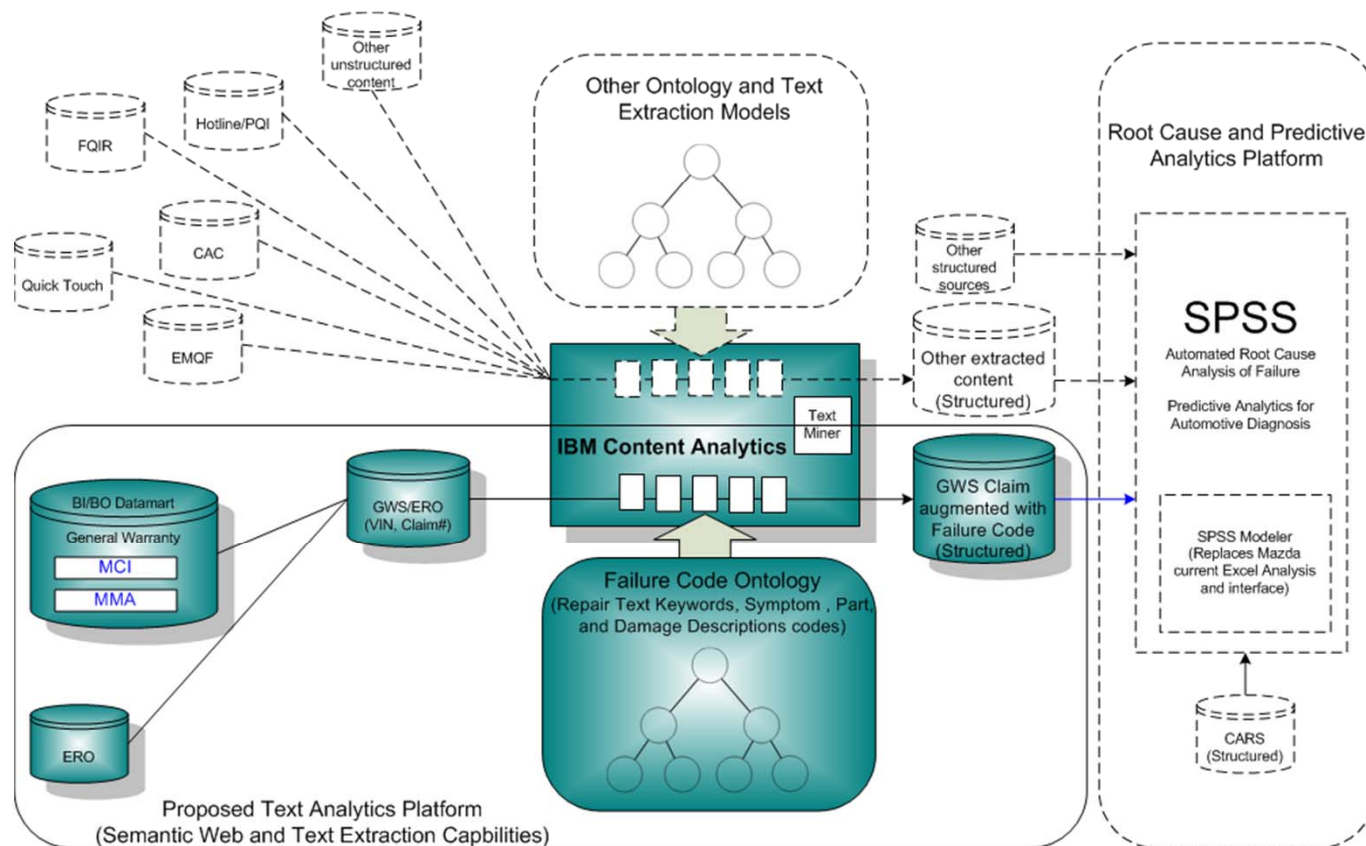 Other
unstructured
content
Hotline/PQI
FQIR
CAC
Quick Touch
EMQF
Other Ontology and Text
Extraction Models
Root Cause and Predictive
Analytics Platform
Other
structured
sources
Other extracted
content
(Structured)
SPSS
Automated Root Cause
Analysis of Failure
Predictive Analytics for
Automotive Diagnosis
SPSS Modeler
(Replaces Mazda
current Excel Analysis
and interface)
CARS
(Structured)
Text
Miner
IBM Content Analytics
BI/BO Datamart
General Warranty
MCI
MMA
GWS/ERO
(VIN, Claim#)
GWS Claim
augmented with
Failure Code
(Structured)
Failure Code Ontology
(Repair Text Keywords, Symptom , Part,
and Damage Descriptions codes)
ERO
Proposed Text Analytics Platform
(Semantic Web and Text Extraction Capbilities)